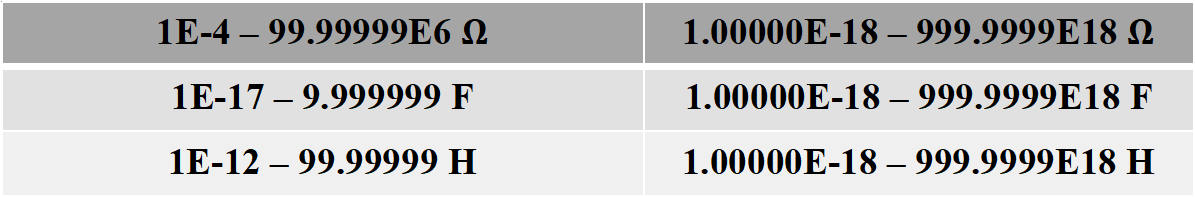 1E-4 – 99.99999E6 Ω 1.00000E-18 – 999.9999E18 Ω
1E-17 – 9.999999 F 1.00000E-18 – 999.9999E18 F
1E-12 – 99.99999 H 1.00000E-18 – 999.9999E18 H